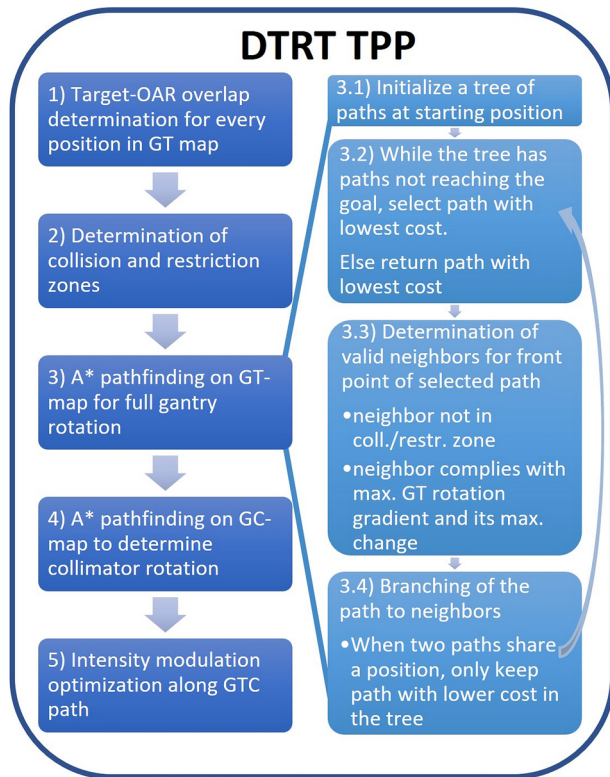 DTRT TPP
1) Target-OAR overlap
determination for every
position in GT map
2) Determination of
collision and restriction
zones
3) A* pathfinding on GT-
map for full gantry
rotation
4) A* pathfinding on GC-
map to determine
collimator rotation
5) Intensity modulation
optimization along GTC
path
3.1) Initialize a tree of
paths at starting position
3.2) While the tree has
paths not reaching the
goal, select path with
lowest cost.
Else return path with
lowest cost
3.3) Determination of
valid neighbors for front
point of selected path
•neighbor not in
coll./restr. zone
•neighbor complies with
max. GT rotation
gradient and its max.
change
3.4) Branching of the
path to neighbors
•When two paths share
a position, only keep
path with lower cost in
the tree